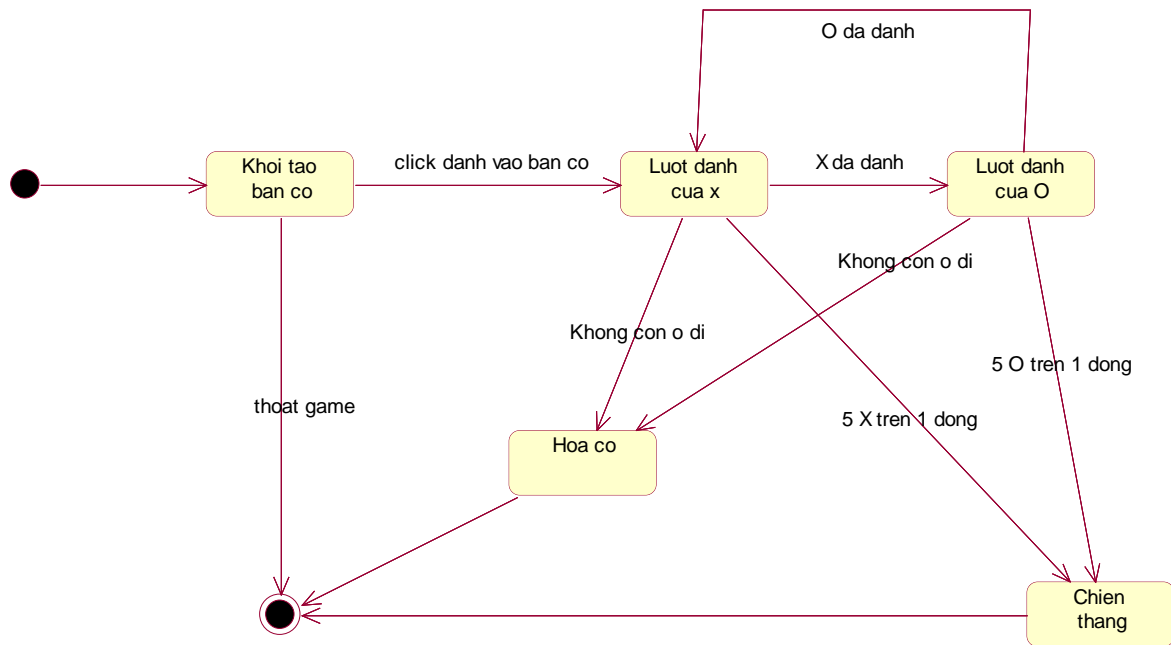 O da danh
Khoi tao
ban co
click danh vao ban co
Luot danh
cua x
X da danh
Luot danh
cua O
Khong con o di
Khong con o di
5 O tren 1 dong
thoat game
5 X tren 1 dong
Hoa co
Chien
thang